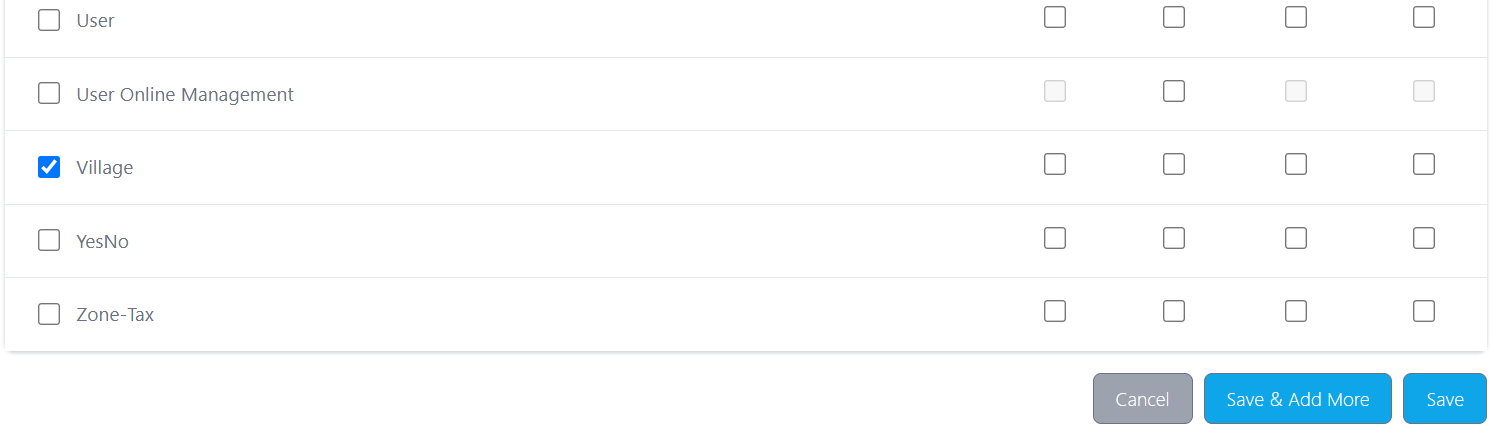 User
User Online Management
Village
YesNo
Zone-Tax
Cancel
Save & Add More
Save